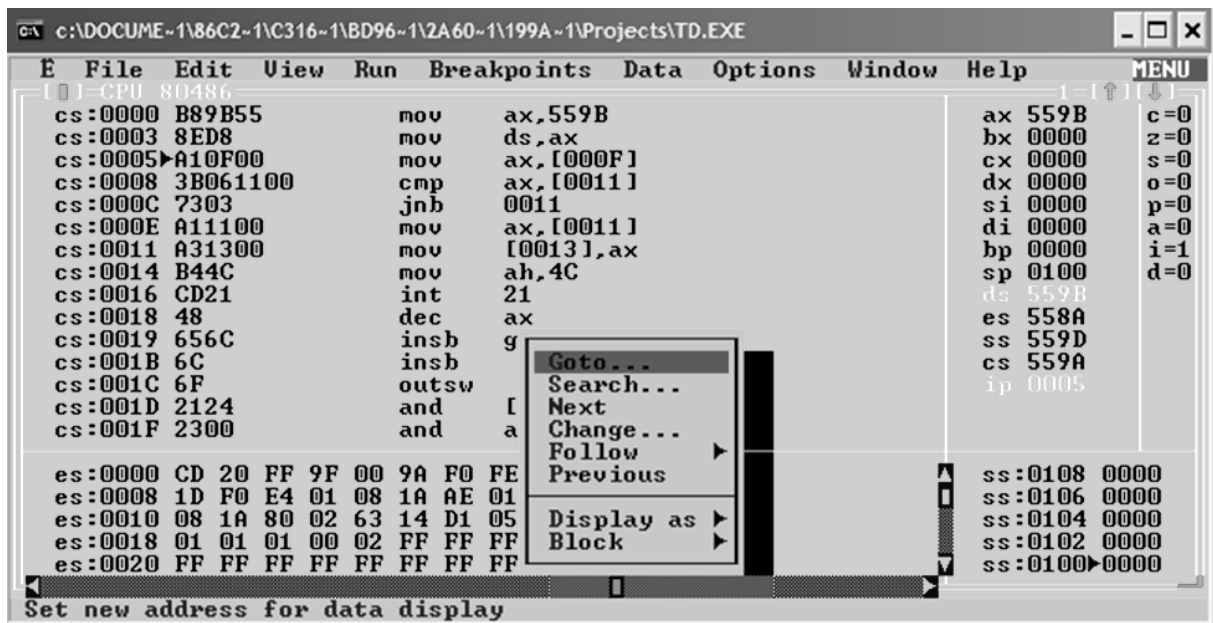 c:\DOCUME~1\86C2~1\C316~1\BD96~1\2A60~1\199A~1\Projects\TD.EXE
Ё File Edit View Run Breakpoints Data Options Window Help MENU
[▯]=CPU 80486 1=[↑][↓]
cs:0000 B89B55 mov ax,559B ax 559B c=0
cs:0003 8ED8 mov ds,ax bx 0000 z=0
cs:0005►A10F00 mov ax,[000F] cx 0000 s=0
cs:0008 3B061100 cmp ax,[0011] dx 0000 o=0
cs:000C 7303 jnb 0011 si 0000 p=0
cs:000E A11100 mov ax,[0011] di 0000 a=0
cs:0011 A31300 mov [0013],ax bp 0000 i=1
cs:0014 B44C mov ah,4C sp 0100 d=0
cs:0016 CD21 int 21 ds 559B
cs:0018 48 dec ax es 558A
cs:0019 656C insb g ss 559D
cs:001B 6C insb Goto... cs 559A
cs:001C 6F outsw Search... ip 0005
cs:001D 2124 and [ Next
cs:001F 2300 and a Change...
Follow ►
es:0000 CD 20 FF 9F 00 9A F0 FE Previous ss:0108 0000
es:0008 1D F0 E4 01 08 1A AE 01 ss:0106 0000
es:0010 08 1A 80 02 63 14 D1 05 Display as ► ss:0104 0000
es:0018 01 01 01 00 02 FF FF FF Block ► ss:0102 0000
es:0020 FF FF FF FF FF FF FF FF ss:0100►0000
Set new address for data display